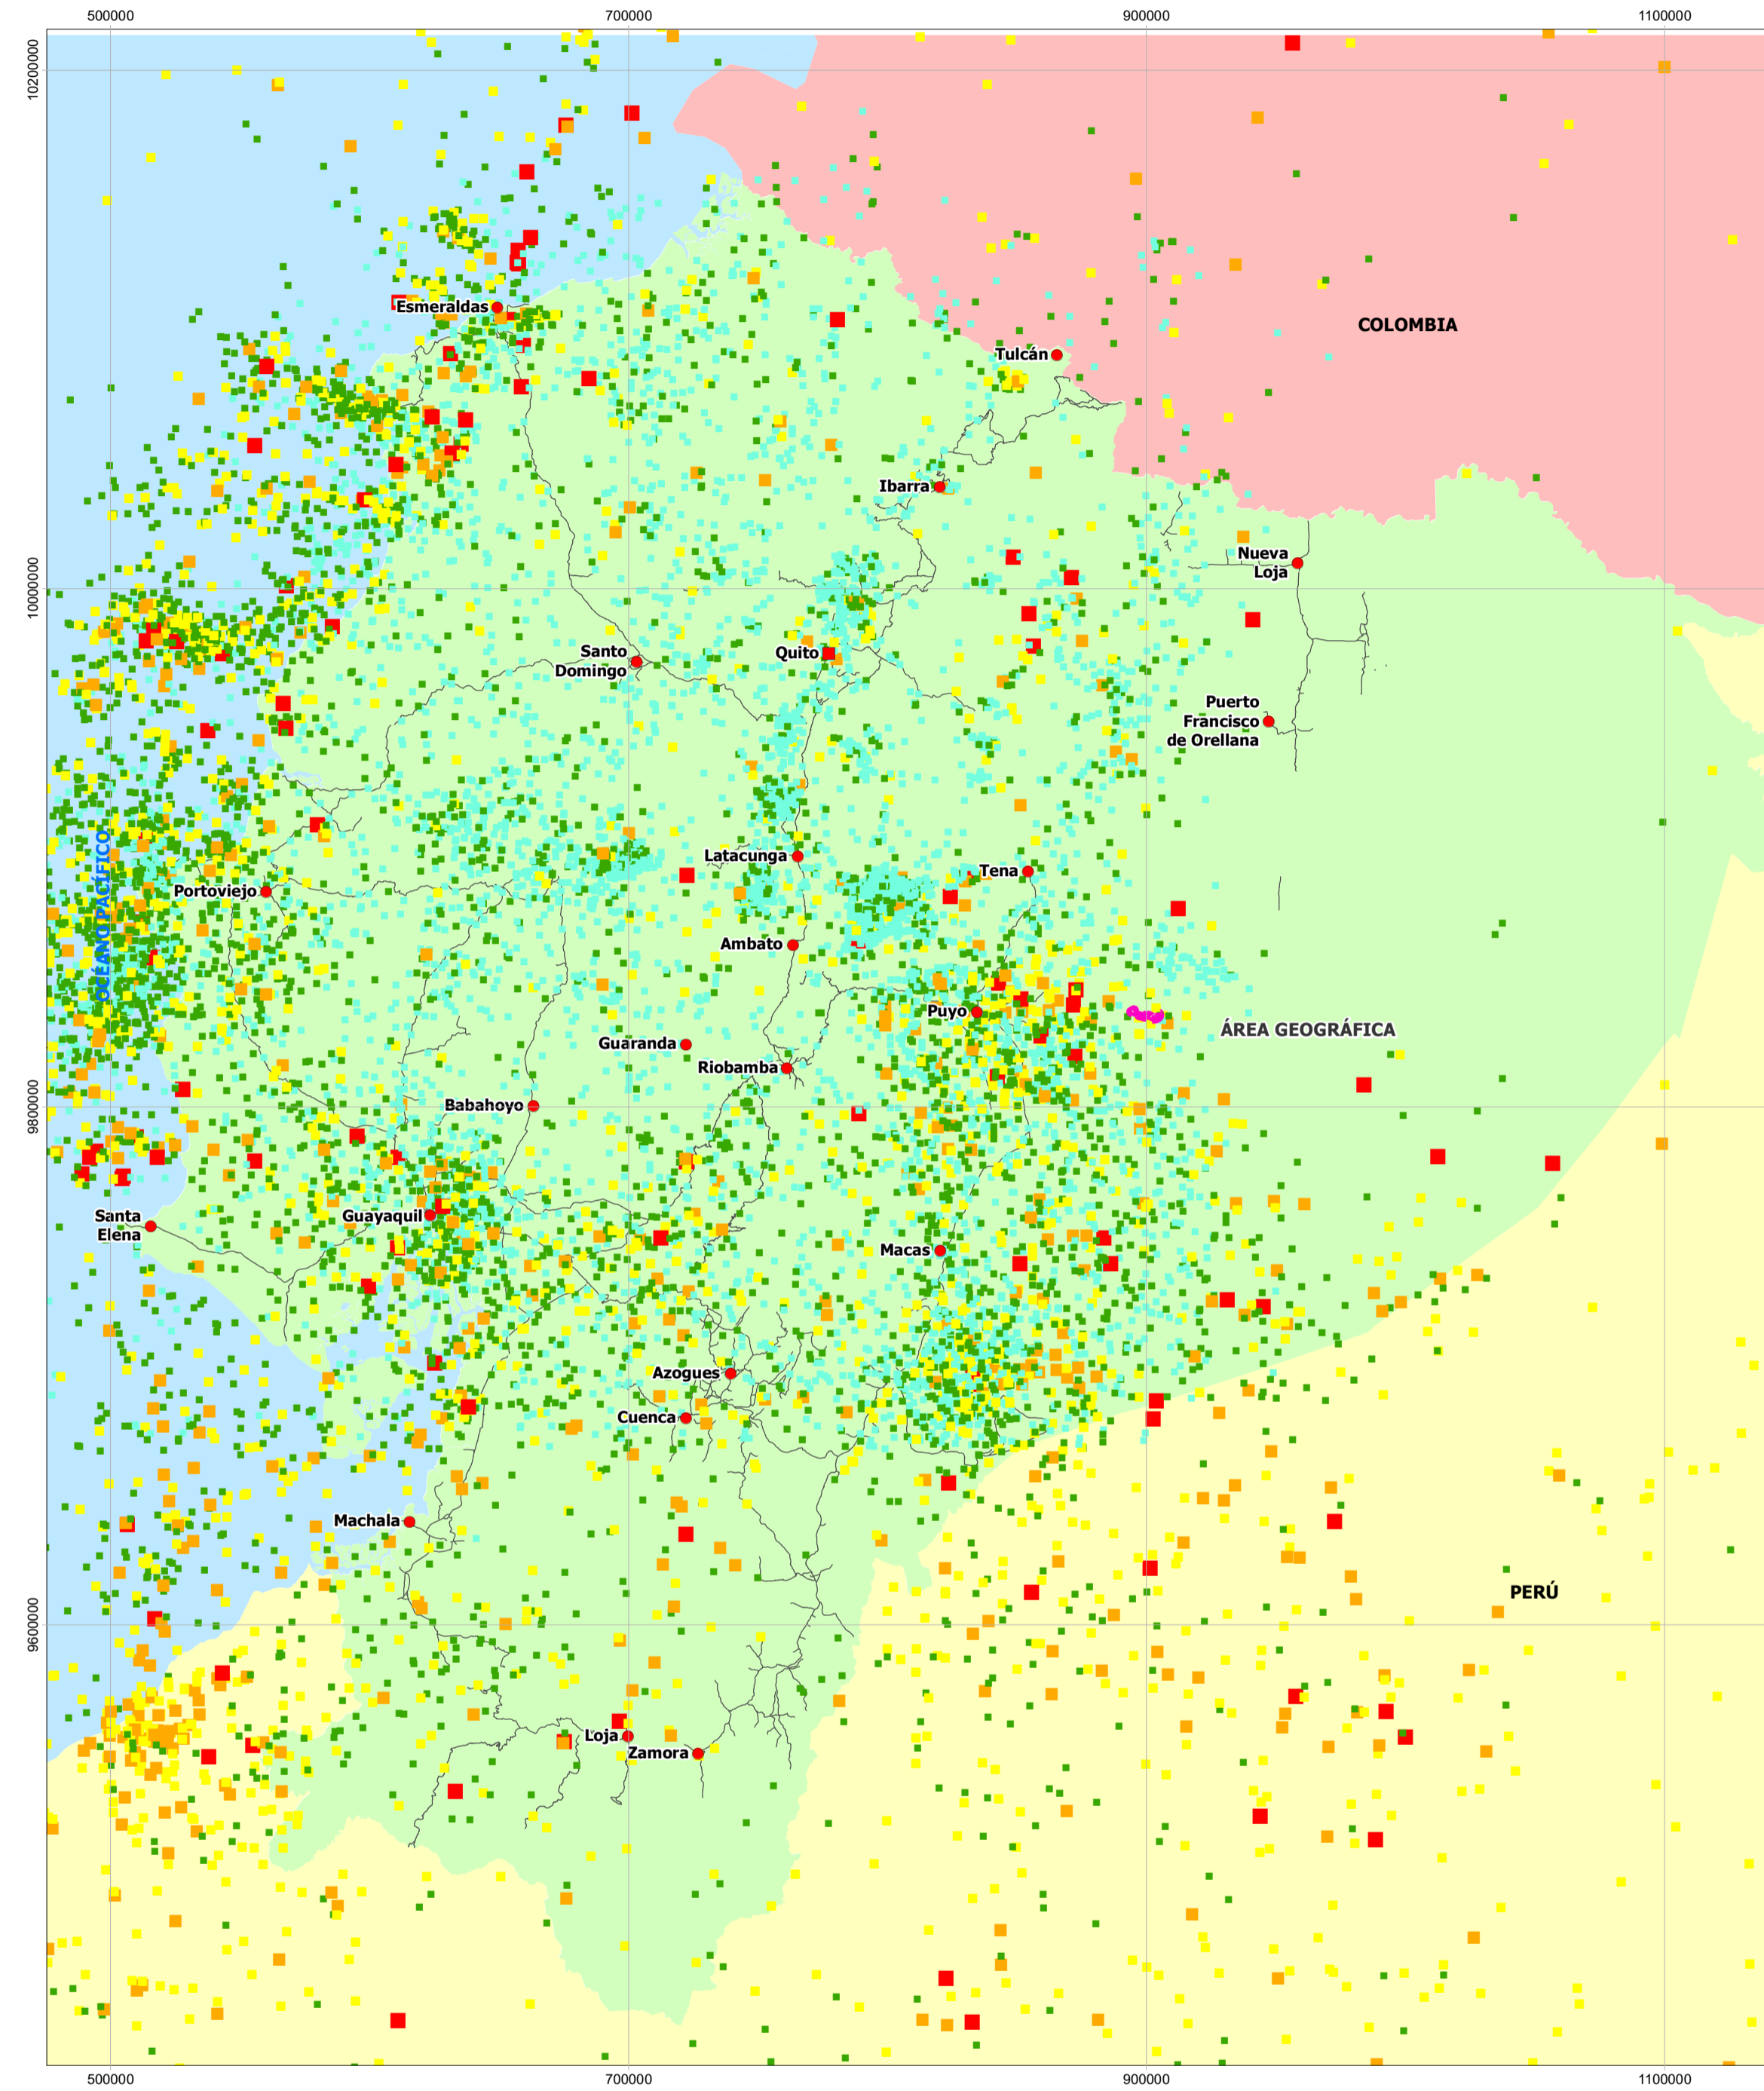 500000
700000
900000
1100000
10200000
COLOMBIA
Esmeraldas
Tulcán
Ibarra
Nueva
Loja
10000000
Santo
Domingo
Quito
Puerto
Francisco
de Orellana
OCÉANO PACÍFICO
Latacunga
Tena
Portoviejo
Ambato
Puyo
ÁREA GEOGRÁFICA
Guaranda
Riobamba
Babahoyo
9800000
Santa
Elena
Guayaquil
Macas
Azogues
Cuenca
Machala
PERÚ
9600000
Loja
Zamora
500000
700000
900000
1100000